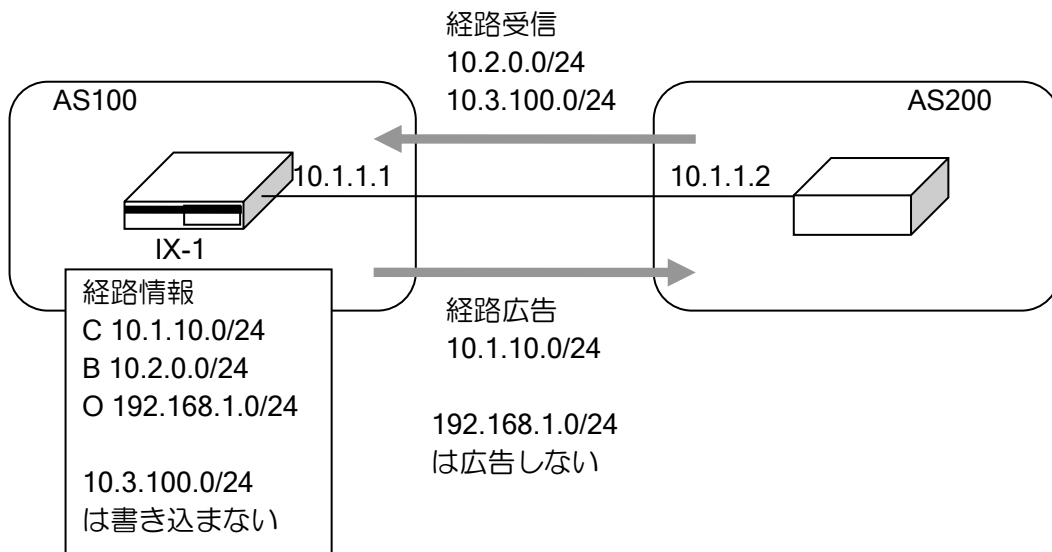 経路受信
10.2.0.0/24
10.3.100.0/24
AS100
AS200
10.1.1.1
10.1.1.2
IX-1
経路情報
C 10.1.10.0/24
B 10.2.0.0/24
O 192.168.1.0/24
10.3.100.0/24
は書き込まない
経路広告
10.1.10.0/24
192.168.1.0/24
は広告しない